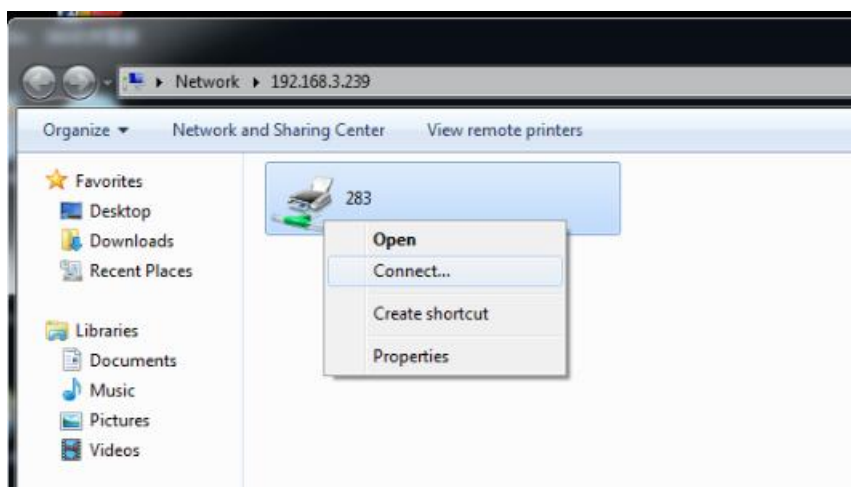 Network 192.168.3.239
Organize Network and Sharing Center View remote printers
Favorites
Desktop
Downloads
Recent Places
Libraries
Documents
Music
Pictures
Videos
283
Open
Connect...
Create shortcut
Properties